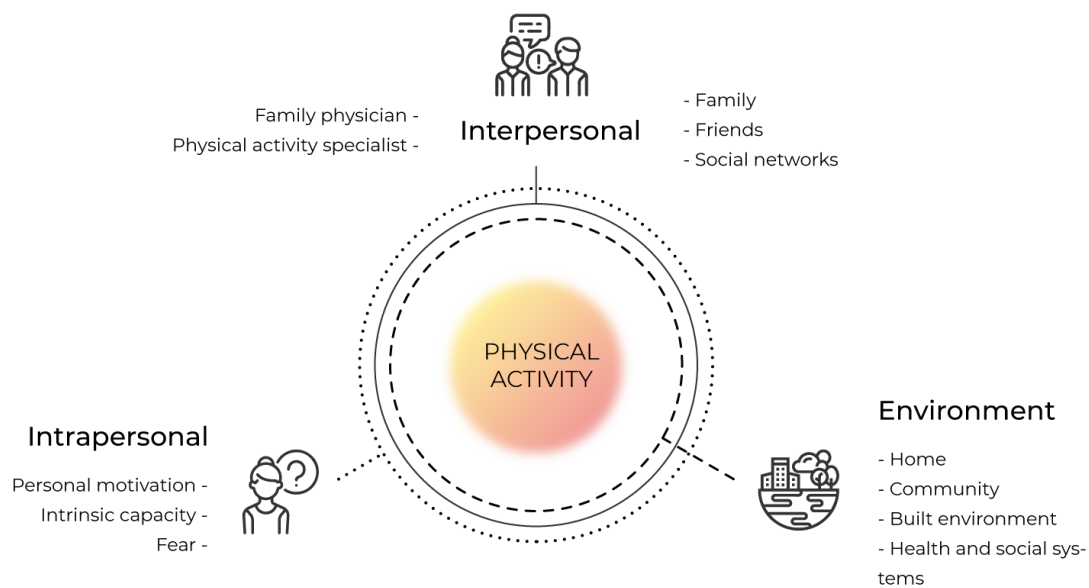 Family physician -
Physical activity specialist -
Interpersonal
- Family
- Friends
- Social networks
PHYSICAL
ACTIVITY
Intrapersonal
Personal motivation -
Intrinsic capacity -
Fear -
?
Environment
- Home
- Community
- Built environment
- Health and social sys-
tems
!